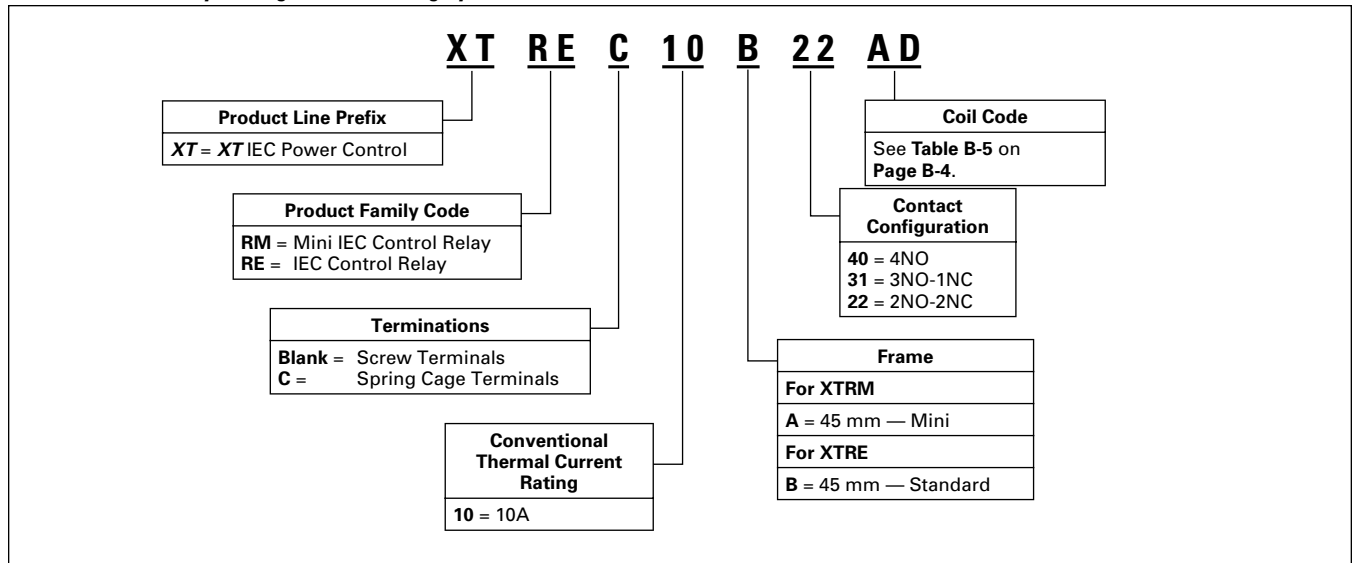 XT RE C 10 B 22 AD
Product Line Prefix
XT = XT IEC Power Control
Product Family Code
RM = Mini IEC Control Relay
RE = IEC Control Relay
Terminations
Blank = Screw Terminals
C = Spring Cage Terminals
Conventional
Thermal Current
Rating
10 = 10A
Coil Code
See Table B-5 on
Page B-4.
Contact
Configuration
40 = 4NO
31 = 3NO-1NC
22 = 2NO-2NC
Frame
For XTRM
A = 45 mm — Mini
For XTRE
B = 45 mm — Standard